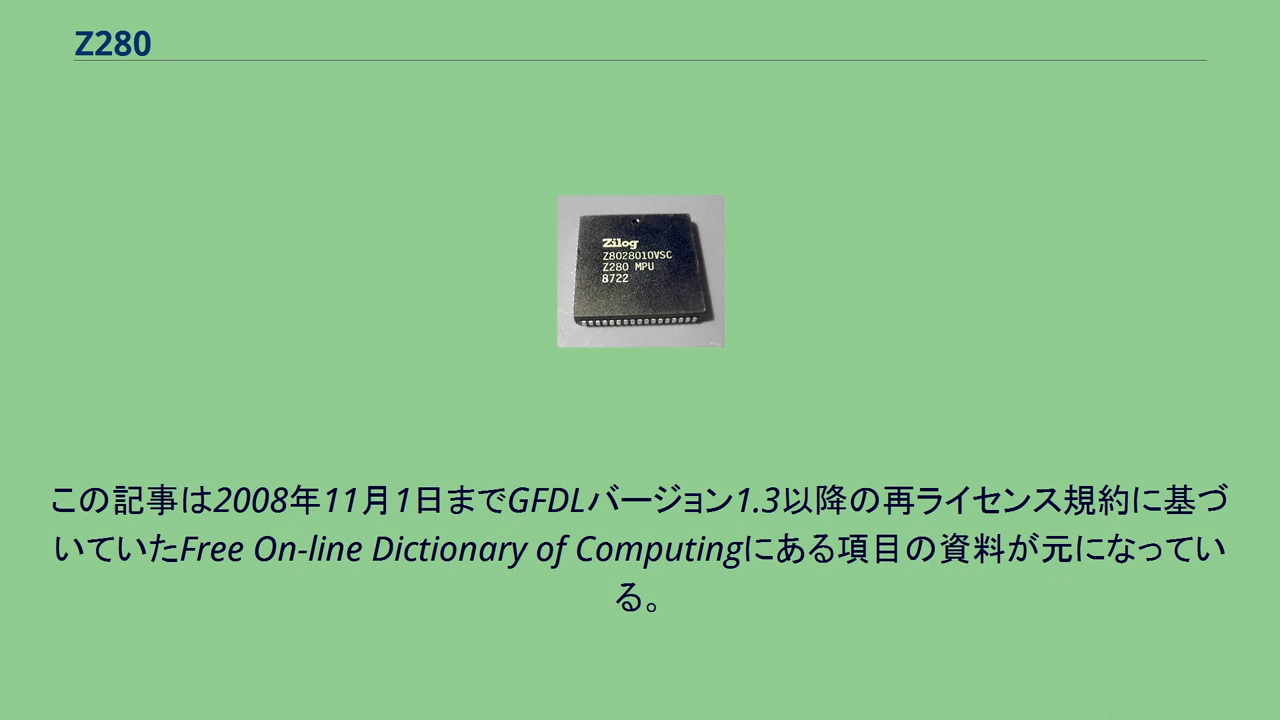 Z280
Zilog
Z8028010VSC
Z280 MPU
8722
この記事は2008年11月1日までGFDLバージョン1.3以降の再ライセンス規約に基づ
いていたFree On-line Dictionary of Computingにある項目の資料が元になってい
る。